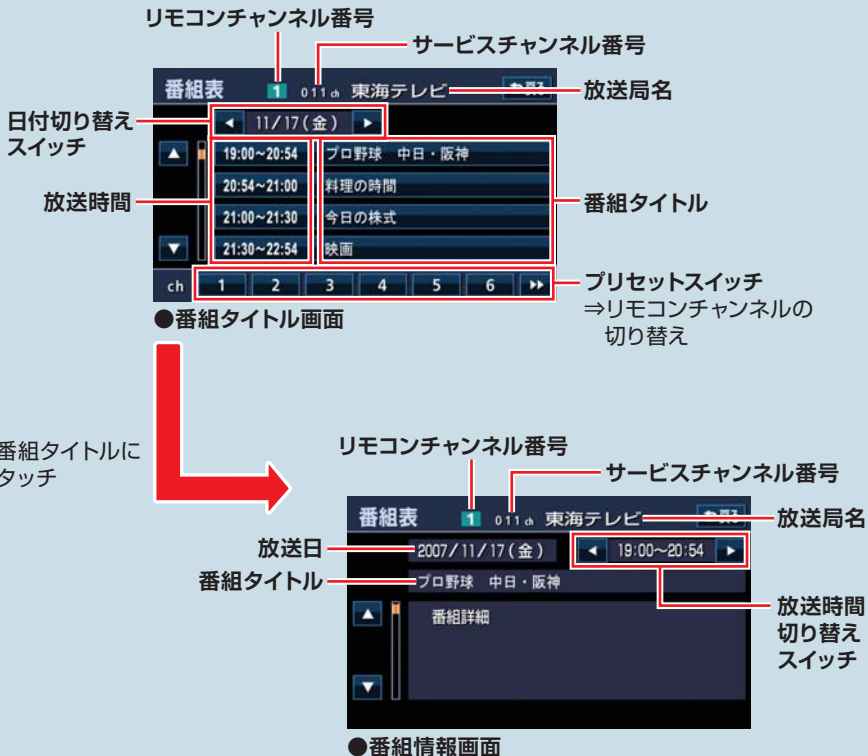 リモコンチャンネル番号
サービスチャンネル番号
番組表 1 011ch 東海テレビ 戻る
放送局名
日付切り替え
スイッチ
11/17(金)
放送時間
19:00~20:54 プロ野球 中日・阪神
20:54~21:00 料理の時間
21:00~21:30 今日の株式
21:30~22:54 映画
番組タイトル
ch 1 2 3 4 5 6
プリセットスイッチ
⇒リモコンチャンネルの
切り替え
●番組タイトル画面
番組タイトルに
タッチ
リモコンチャンネル番号
サービスチャンネル番号
番組表 1 011ch 東海テレビ 戻る
放送局名
放送日
2007/11/17(金) 19:00~20:54
番組タイトル
プロ野球 中日・阪神
番組詳細
放送時間
切り替え
スイッチ
●番組情報画面